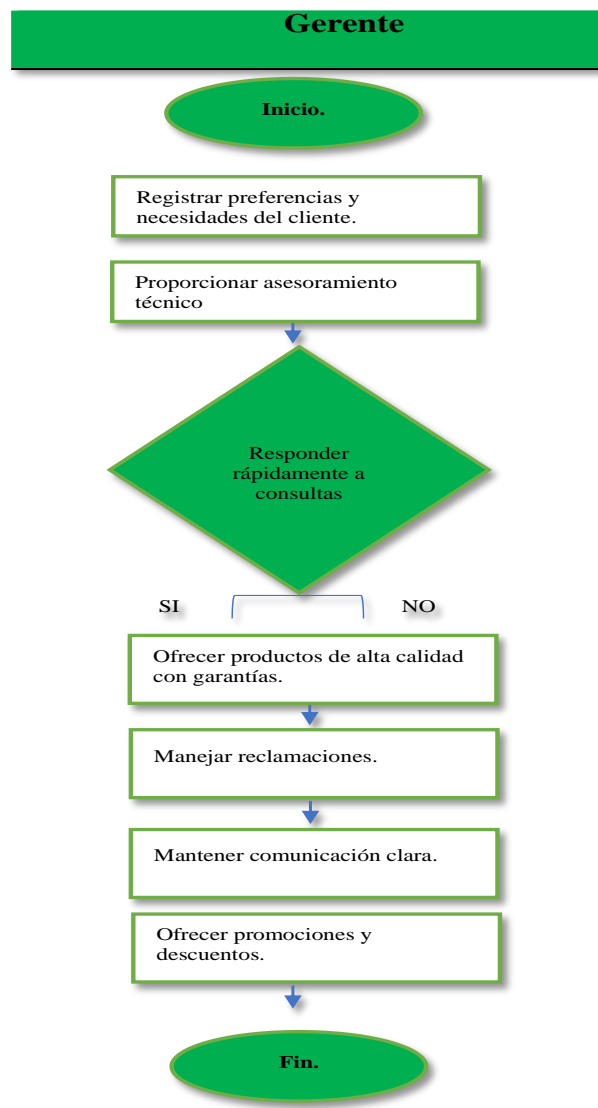 Gerente
Inicio.
Registrar preferencias y
necesidades del cliente.
Proporcionar asesoramiento
técnico
Responder
rápidamente a
consultas
SI
NO
Ofrecer productos de alta calidad
con garantías.
Manejar reclamaciones.
Mantener comunicación clara.
Ofrecer promociones y
descuentos.
Fin.